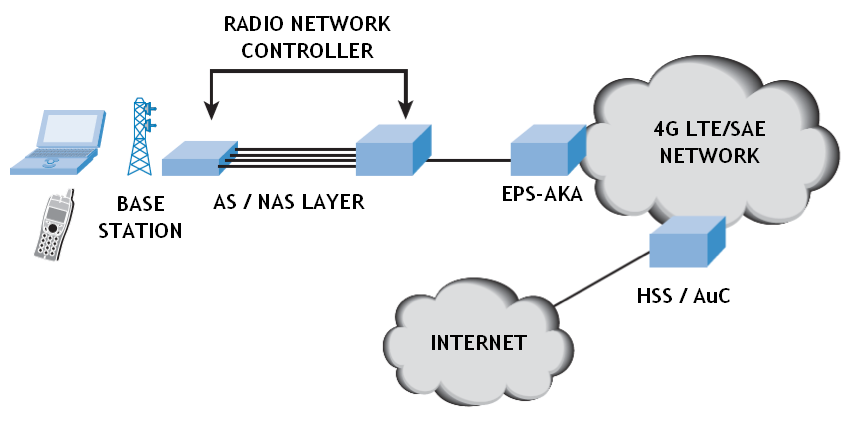 RADIO NETWORK
CONTROLLER
4G LTE/SAE
NETWORK
BASE
STATION
AS / NAS LAYER
EPS-AKA
HSS / AuC
INTERNET